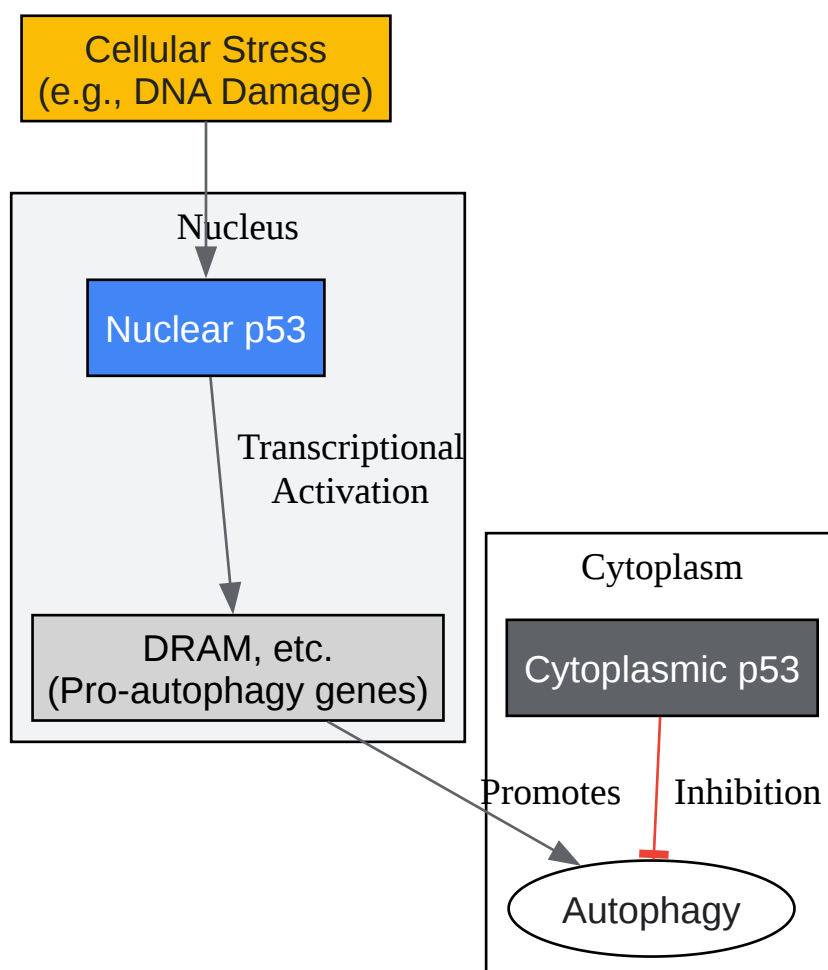 Cellular Stress
(e.g., DNA Damage)
Nucleus
Nuclear p53
Transcriptional
Activation
DRAM, etc.
(Pro-autophagy genes)
Cytoplasm
Cytoplasmic p53
Promotes
Inhibition
Autophagy